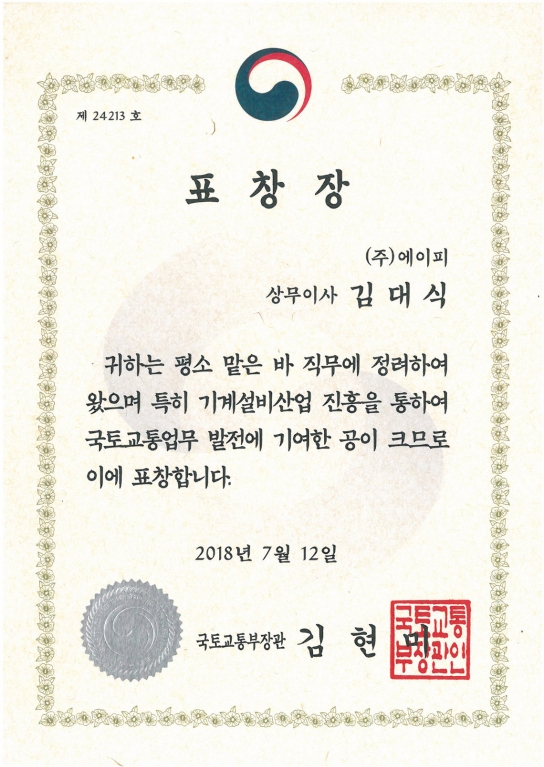 제 24213 호
표 창 장
(주)에이피
상무이사 김 대 식
귀하는 평소 맡은 바 직무에 정려하여
왔으며 특히 기계설비산업 진흥을 통하여
국토교통업무 발전에 기여한 공이 크므로
이에 표창합니다.
2018년 7월 12일
국토교통부장관 김 현 미
국토교통
부장관인